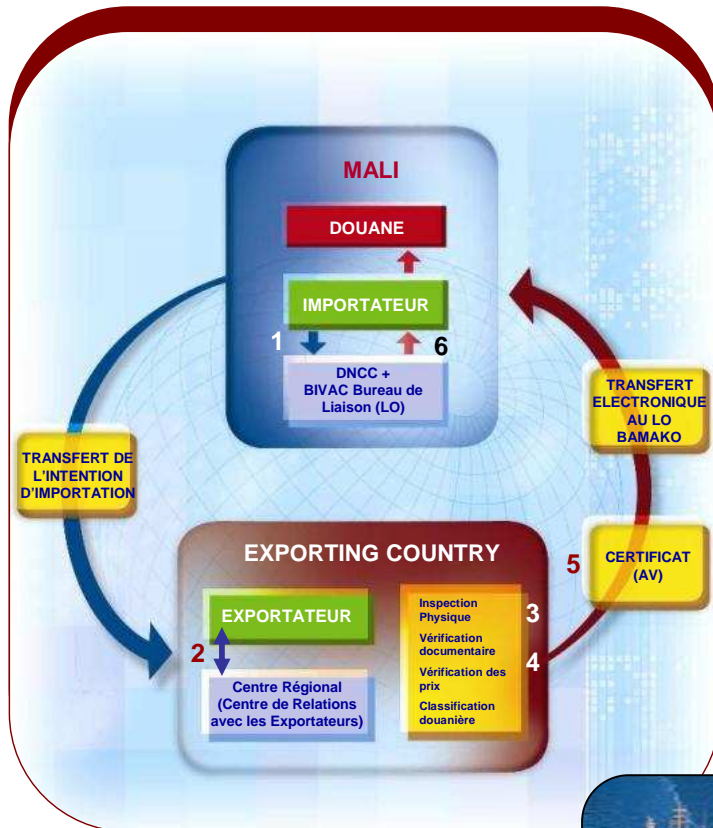 MALI
DOUANE
IMPORTATEUR
1
6
DNCC +
BIVAC Bureau de
Liaison (LO)
TRANSFERT DE
L'INTENTION
D'IMPORTATION
TRANSFERT
ELECTRONIQUE
AU LO
BAMAKO
5
CERTIFICAT
(AV)
EXPORTING COUNTRY
EXPORTATEUR
2
Centre Régional
(Centre de Relations
avec les Exportateurs)
Inspection
Physique
3
Vérification
documentaire
4
Vérification des
prix
Classification
douanière